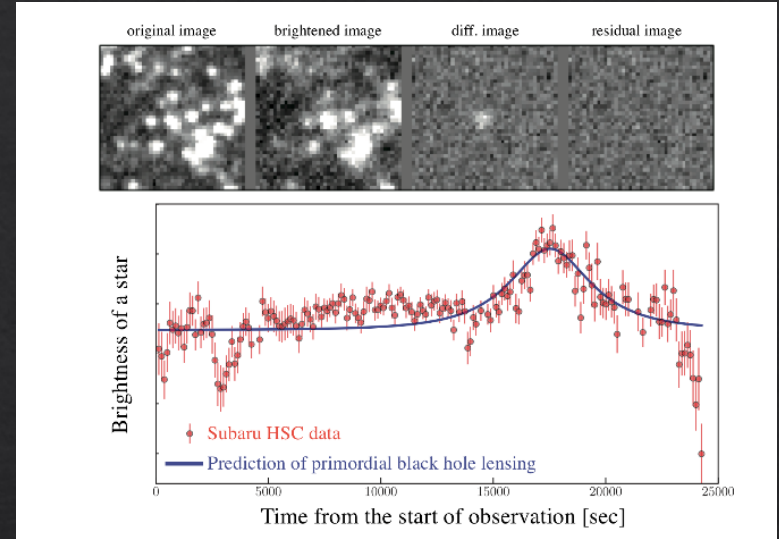 original image
brightened image
diff. image
residual image
Brightness of a star
Subaru HSC data
Prediction of primordial black hole lensing
0
5000
10000
15000
20000
25000
Time from the start of observation [sec]